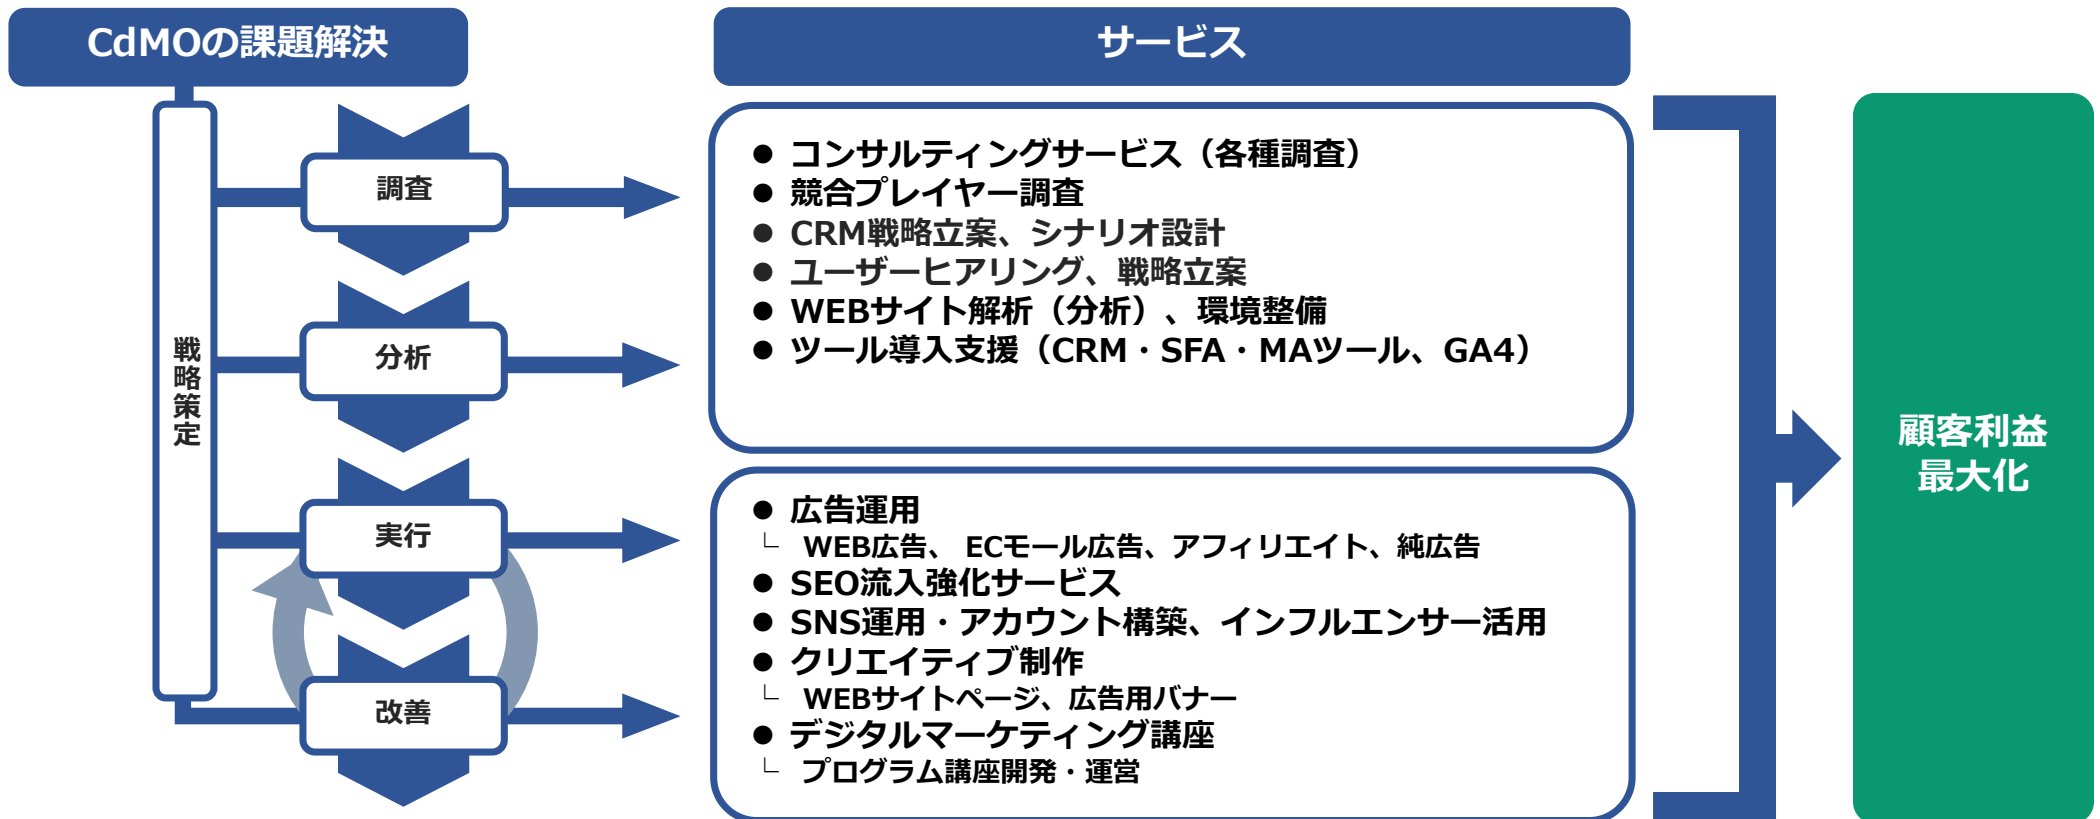 CdMOの課題解決
サービス
戦略策定
調査
分析
実行
改善
● コンサルティングサービス（各種調査）
● 競合プレイヤー調査
● CRM戦略立案、シナリオ設計
● ユーザーヒアリング、戦略立案
● WEBサイト解析（分析）、環境整備
● ツール導入支援（CRM・SFA・MAツール、GA4）
● 広告運用
└ WEB広告、 ECモール広告、アフィリエイト、純広告
● SEO流入強化サービス
● SNS運用・アカウント構築、インフルエンサー活用
● クリエイティブ制作
└ WEBサイトページ、広告用バナー
● デジタルマーケティング講座
└ プログラム講座開発・運営
顧客利益
最大化